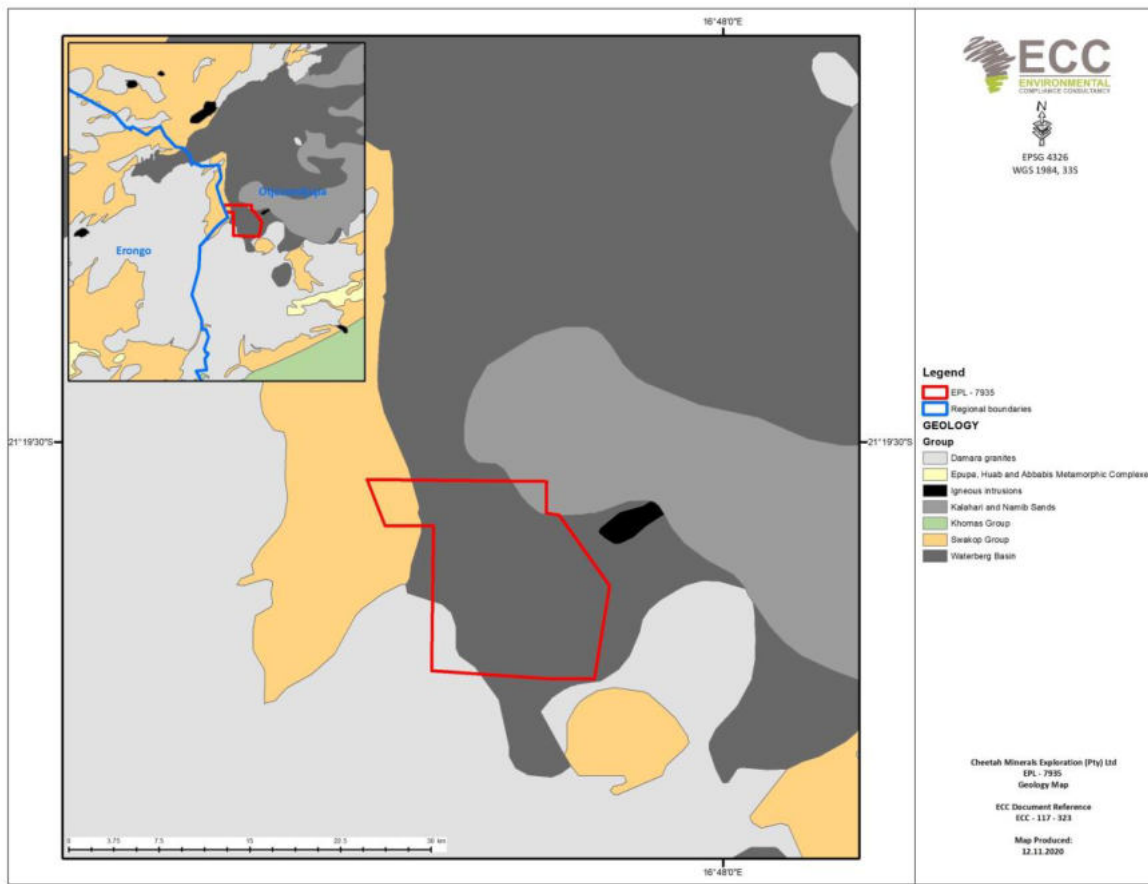 16°48'0"E
Otjozondjupa
Erongo
21°19'30"S
21°19'30"S
0 3.75 7.5 15 22.5 30 km
16°48'0"E
ECC
ENVIRONMENTAL
COMPLIANCE CONSULTANCY
N
EPSG 4326
WGS 1984, 335
Legend
EPL - 7935
Regional boundaries
GEOLOGY
Group
Damara granites
Epupa, Huab and Abbabis Metamorphic Complexe
Igneous intrusions
Kalahari and Namib Sands
Khomas Group
Swakop Group
Waterberg Basin
Cheetah Minerals Exploration (Pty) Ltd
EPL - 7935
Geology Map
ECC Document Reference
ECC - 117 - 323
Map Produced:
12.11.2020